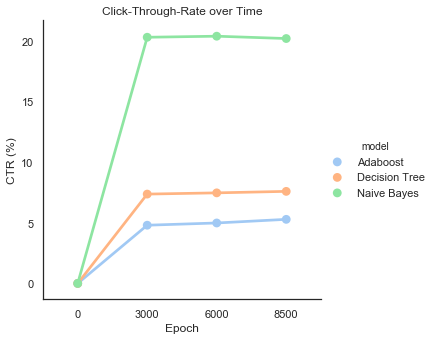 Click-Through-Rate over Time
CTR (%)
20
15
10
5
0
0 3000 6000 8500
Epoch
model
Adaboost
Decision Tree
Naive Bayes